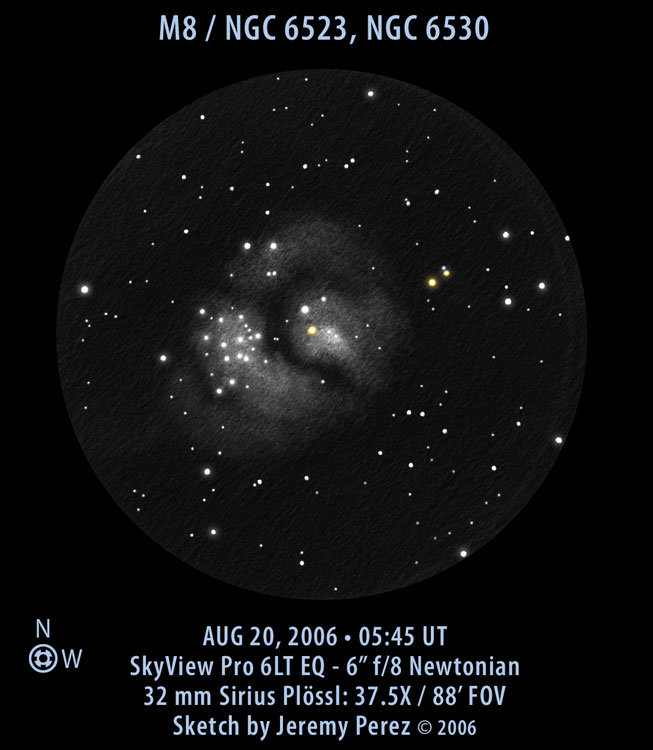 M8 / NGC 6523, NGC 6530
N
W
AUG 20, 2006 • 05:45 UT
SkyView Pro 6LT EQ - 6” f/8 Newtonian
32 mm Sirius Plössl: 37.5X / 88’ FOV
Sketch by Jeremy Perez © 2006